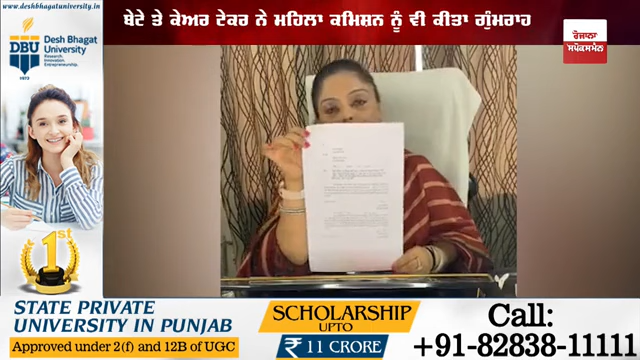 www.deshbhagatuniversity.in
ਬੇਟੇ ਤੇ ਕੇਅਰ ਟੇਕਰ ਨੇ ਮਹਿਲਾ ਕਮਿਸ਼ਨ ਨੂੰ ਵੀ ਕੀਤਾ ਗੁੰਮਰਾਹ
ਰੋਜ਼ਾਨਾ
ਸਪੋਕਸਮੈਨ
DBU
Desh Bhagat
University
Research.
Innovation.
Entrepreneurship.
1st
STATE PRIVATE
UNIVERSITY IN PUNJAB
Approved under 2(f) and 12B of UGC
SCHOLARSHIP
UPTO
₹ 11 CRORE
Call:
+91-82838-11111